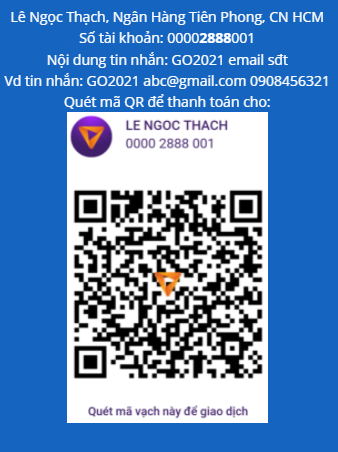 Lê Ngọc Thạch, Ngân Hàng Tiên Phong, CN HCM
Số tài khoản: 00002888001
Nội dung tin nhắn: GO2021 email sđt
Vd tin nhắn: GO2021 abc@gmail.com 0908456321
Quét mã QR để thanh toán cho:
LE NGOC THACH
0000 2888 001
Quét mã vạch này để giao dịch